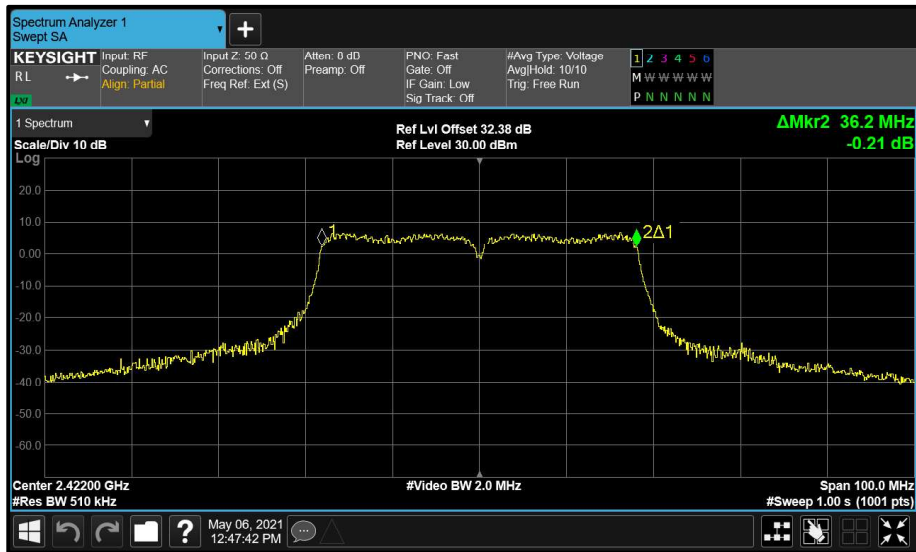 Spectrum Analyzer 1
Swept SA
+
KEYSIGHT
RL
LXI
Input: RF
Coupling: AC
Align: Partial
Input Z: 50 Ω
Corrections: Off
Freq Ref: Ext (S)
Atten: 0 dB
Preamp: Off
PNO: Fast
Gate: Off
IF Gain: Low
Sig Track: Off
#Avg Type: Voltage
Avg|Hold: 10/10
Trig: Free Run
1 2 3 4 5 6
M W W W W W
P N N N N N
1 Spectrum
Scale/Div 10 dB
Log
Ref Lvl Offset 32.38 dB
Ref Level 30.00 dBm
ΔMkr2 36.2 MHz
-0.21 dB
20.0
10.0
0.00
-10.0
-20.0
-30.0
-40.0
-50.0
-60.0
1
2Δ1
Center 2.42200 GHz
#Res BW 510 kHz
#Video BW 2.0 MHz
Span 100.0 MHz
#Sweep 1.00 s (1001 pts)
?
May 06, 2021
12:47:42 PM